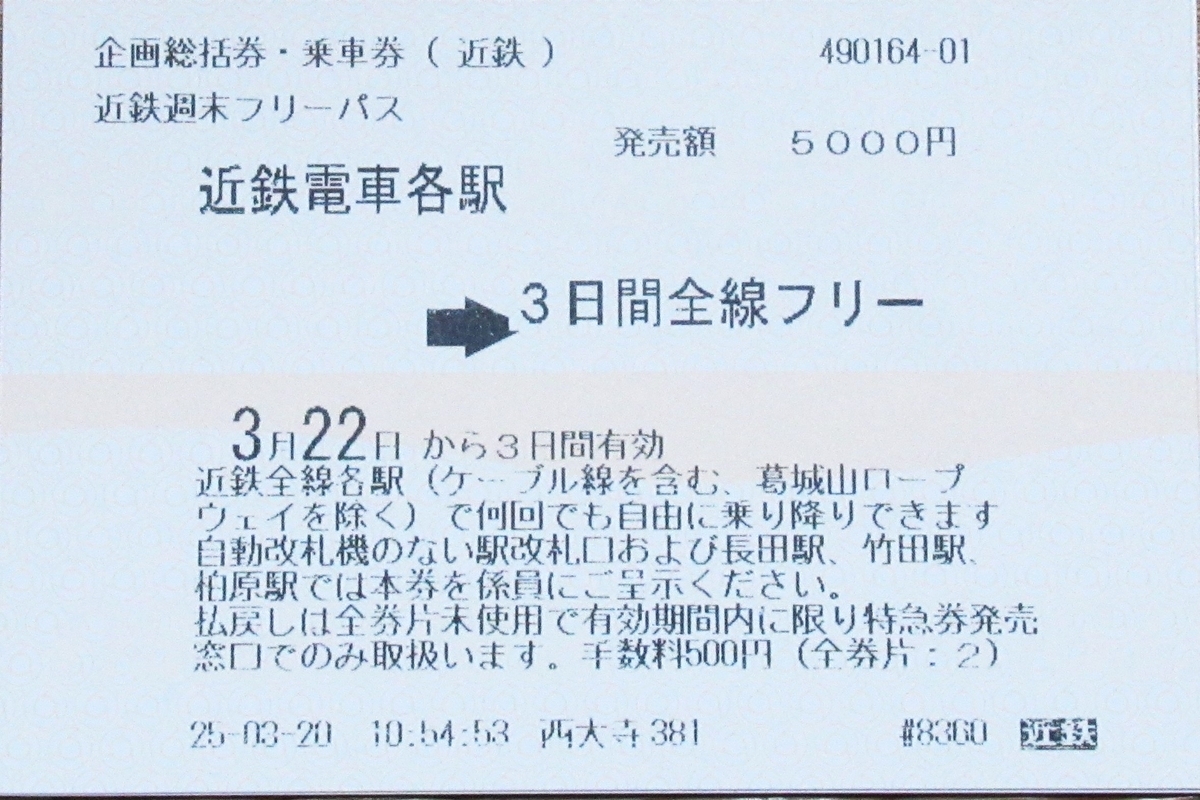 企画総括券・乗車券（近鉄） 490164-01
近鉄週末フリーパス
発売額 5000円
近鉄電車各駅
➡3日間全線フリー
3月22日から3日間有効
近鉄全線各駅（ケーブル線を含む、葛城山ロープ
ウェイを除く）で何回でも自由に乗り降りできます
自動改札機のない駅改札口および長田駅、竹田駅、
柏原駅では本券を係員にご呈示ください。
払戻しは全券片未使用で有効期間内に限り特急券発売
窓口でのみ取扱います。手数料500円（全券片：2）
25-03-20 10:54:53 西大寺381 #8360 近鉄